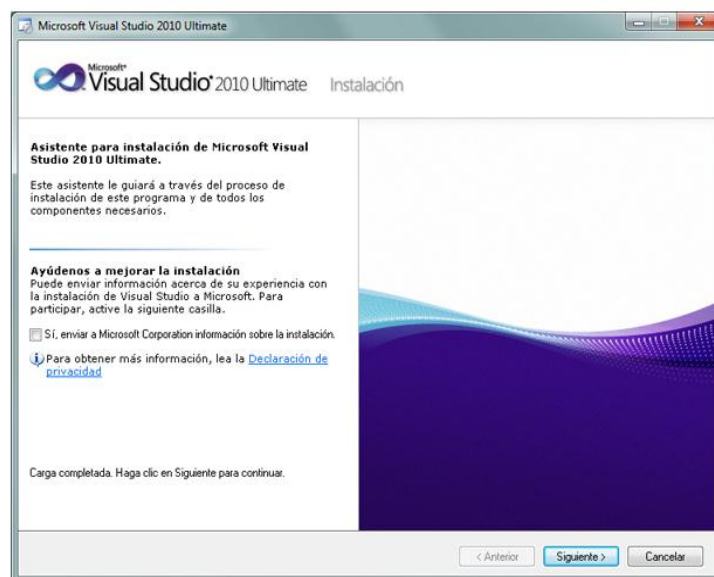 Microsoft Visual Studio 2010 Ultimate
Microsoft®
Visual Studio® 2010 Ultimate Instalación
Asistente para instalación de Microsoft Visual
Studio 2010 Ultimate.
Este asistente le guiará a través del proceso de
instalación de este programa y de todos los
componentes necesarios.
Ayúdenos a mejorar la instalación
Puede enviar información acerca de su experiencia con
la instalación de Visual Studio a Microsoft. Para
participar, active la siguiente casilla.
Sí, enviar a Microsoft Corporation información sobre la instalación.
Para obtener más información, lea la Declaración de
privacidad
Carga completada. Haga clic en Siguiente para continuar.
< Anterior Siguiente > Cancelar